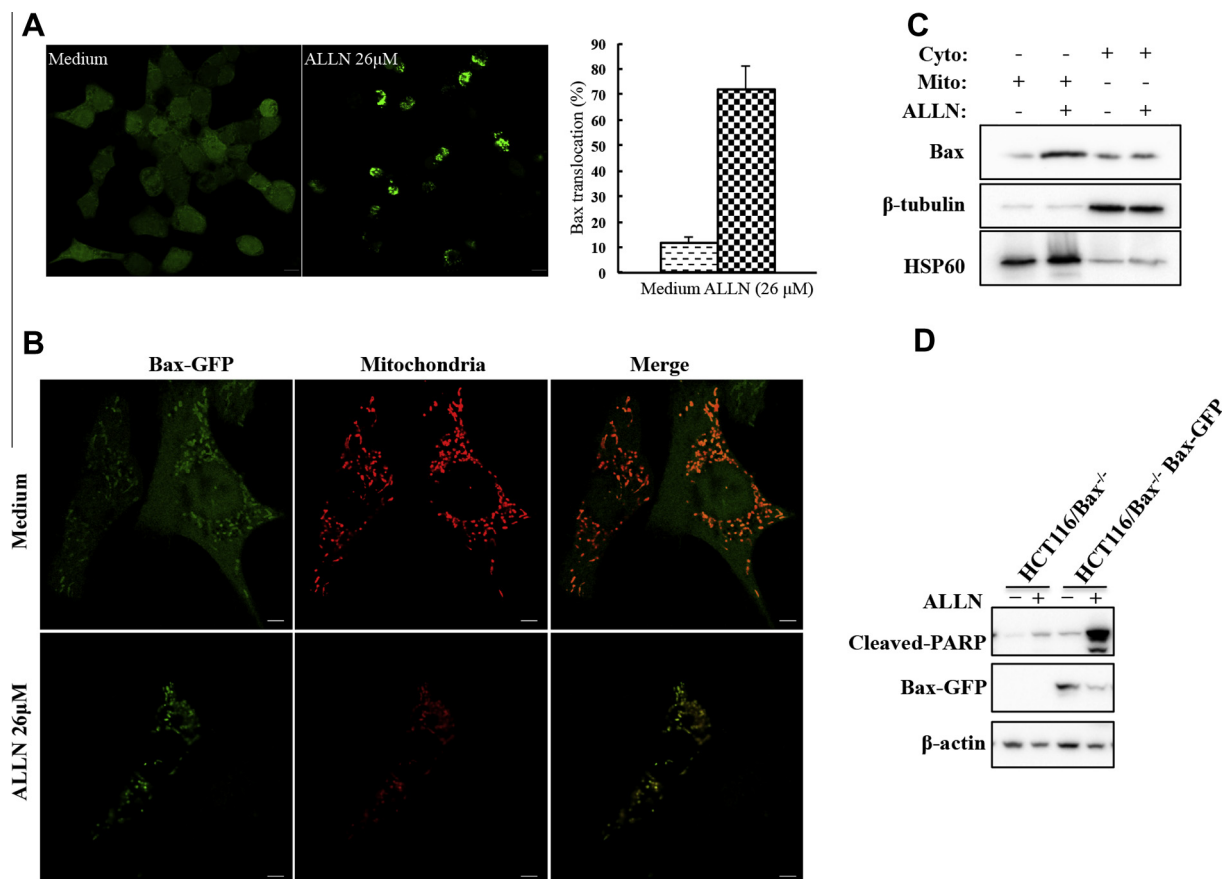 A
Medium
ALLN 26μM
Bax translocation (%)
90
80
70
60
50
40
30
20
10
0
Medium ALLN (26 μM)
B
Bax-GFP
Mitochondria
Merge
Medium
ALLN 26μM
C
Cyto: - - + +
Mito: + + - -
ALLN: - + - +
Bax
β-tubulin
HSP60
D
HCT116/Bax-/-
HCT116/Bax-/- Bax-GFP
ALLN − + − +
Cleaved-PARP
Bax-GFP
β-actin